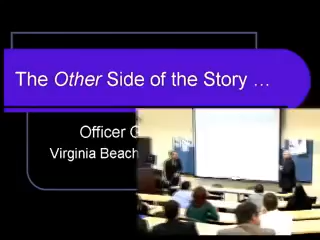 The Other Side of the Story ...
Officer
Virginia Beach